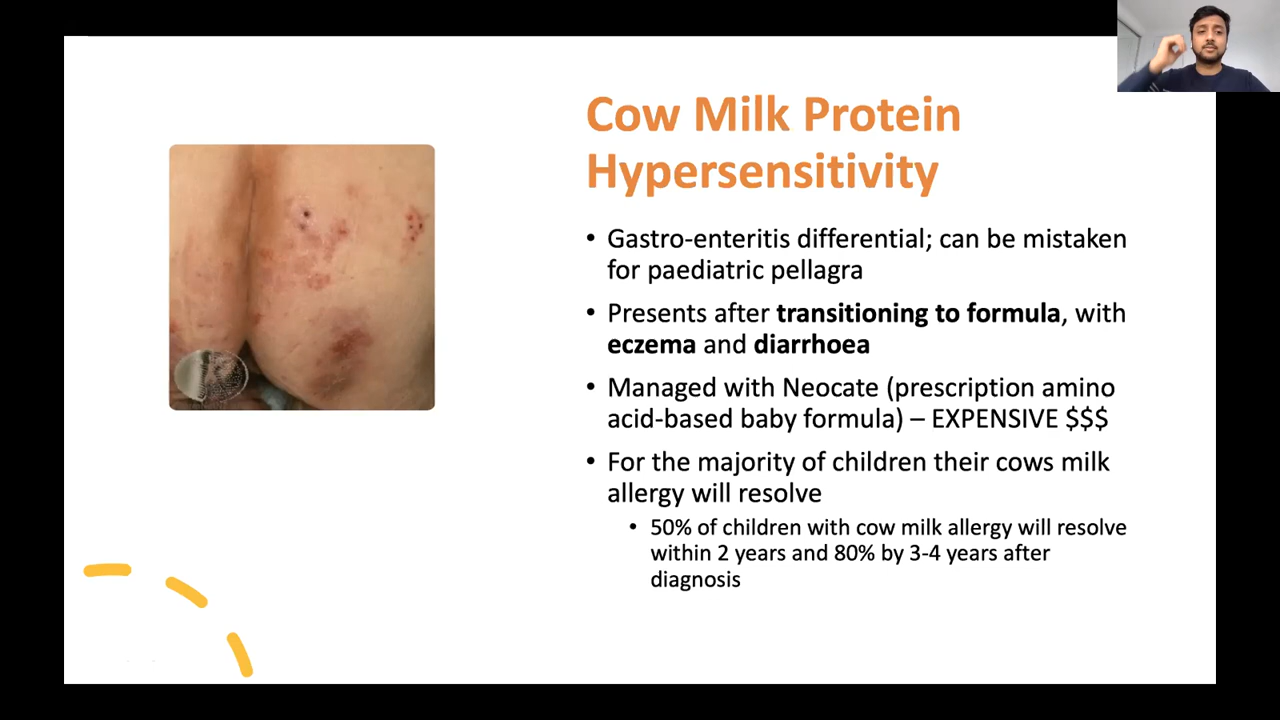 Cow Milk Protein
Hypersensitivity
• Gastro-enteritis differential; can be mistaken
for paediatric pellagra
• Presents after transitioning to formula, with
eczema and diarrhoea
• Managed with Neocate (prescription amino
acid-based baby formula) – EXPENSIVE $$$
• For the majority of children their cows milk
allergy will resolve
• 50% of children with cow milk allergy will resolve
within 2 years and 80% by 3-4 years after
diagnosis